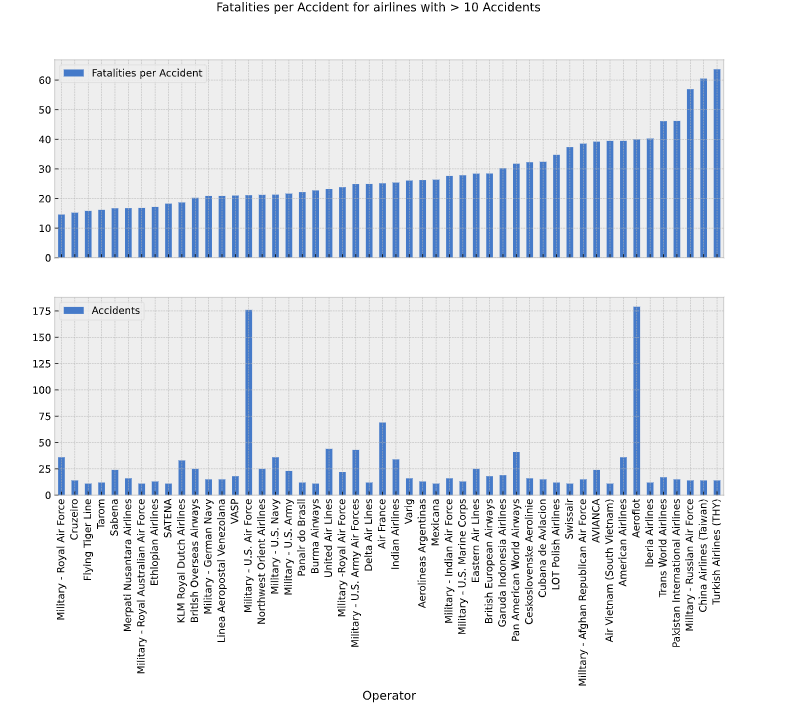 Fatalities per Accident for airlines with > 10 Accidents
Fatalities per Accident
60
50
40
30
20
10
0
Accidents
175
150
125
100
75
50
25
0
Military - Royal Air Force
Cruzeiro
Flying Tiger Line
Tarom
Sabena
Merpati Nusantara Airlines
Military - Royal Australian Air Force
Ethiopian Airlines
SATENA
KLM Royal Dutch Airlines
British Overseas Airways
Military - German Navy
Linea Aeropostal Venezolana
VASP
Military - U.S. Air Force
Northwest Orient Airlines
Military - U.S. Navy
Military - U.S. Army
Panair do Brasil
Burma Airways
United Air Lines
Military -Royal Air Force
Military - U.S. Army Air Forces
Delta Air Lines
Air France
Indian Airlines
Varig
Aerolineas Argentinas
Mexicana
Military - Indian Air Force
Military - U.S. Marine Corps
Eastern Air Lines
British European Airways
Garuda Indonesia Airlines
Pan American World Airways
Ceskoslovenske Aerolinie
Cubana de Aviacion
LOT Polish Airlines
Swissair
Military - Afghan Republican Air Force
AVIANCA
Air Vietnam (South Vietnam)
American Airlines
Aeroflot
Iberia Airlines
Trans World Airlines
Pakistan International Airlines
Military - Russian Air Force
China Airlines (Taiwan)
Turkish Airlines (THY)
Operator